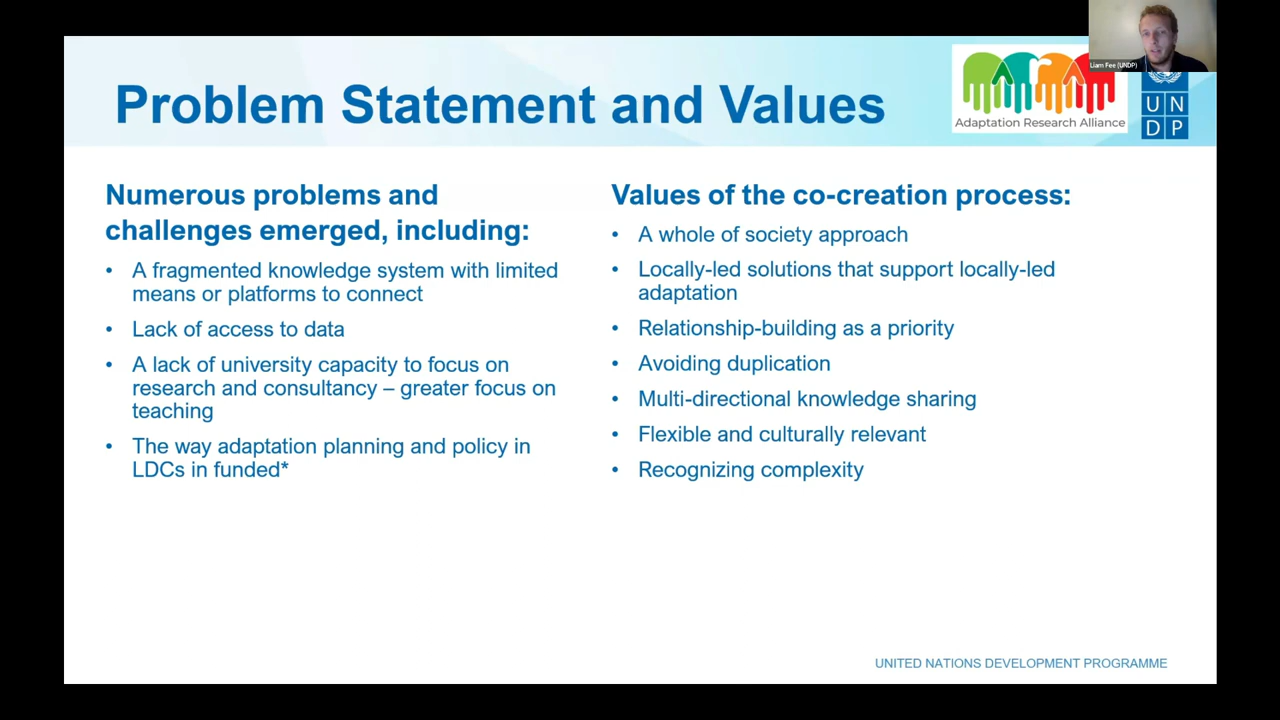 Problem Statement and Values
Adaptation Research Alliance
Liam Fee (UNDP)
U N
D P
Numerous problems and
challenges emerged, including:
• A fragmented knowledge system with limited
means or platforms to connect
• Lack of access to data
• A lack of university capacity to focus on
research and consultancy – greater focus on
teaching
• The way adaptation planning and policy in
LDCs in funded*
Values of the co-creation process:
• A whole of society approach
• Locally-led solutions that support locally-led
adaptation
• Relationship-building as a priority
• Avoiding duplication
• Multi-directional knowledge sharing
• Flexible and culturally relevant
• Recognizing complexity
UNITED NATIONS DEVELOPMENT PROGRAMME